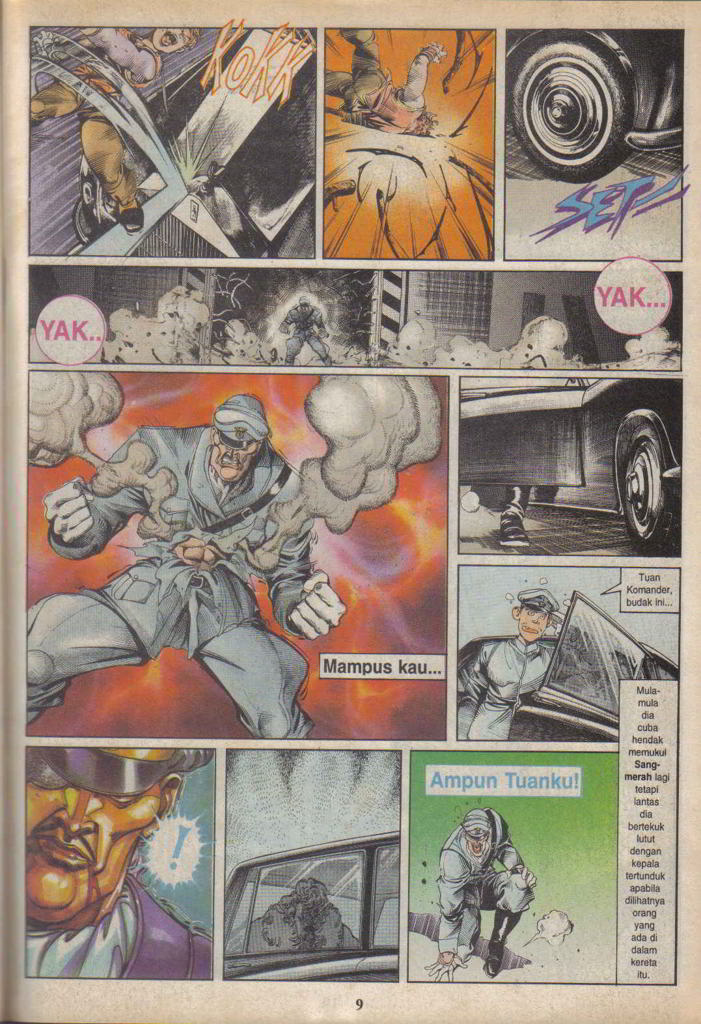 KOKK
SET
YAK..
YAK...
Mampus kau...
Tuan
Komander,
budak ini...
Mula-
mula
dia
cuba
hendak
memukul
Sang-
merah lagi
tetapi
lantas
dia
bertekuk
lutut
dengan
kepala
tertunduk
apabila
dilihatnya
orang
yang
ada di
dalam
kereta
itu.
!
Ampun Tuanku!
9